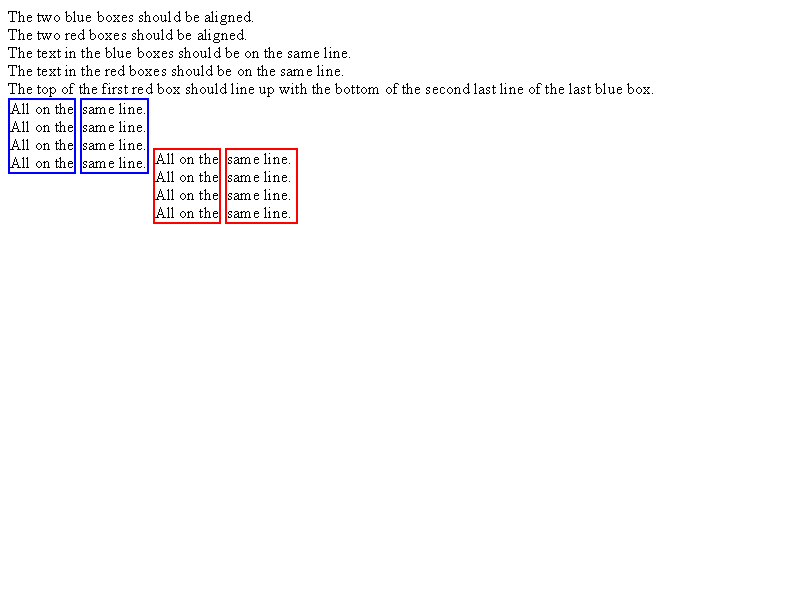 The two blue boxes should be aligned.
The two red boxes should be aligned.
The text in the blue boxes should be on the same line.
The text in the red boxes should be on the same line.
The top of the first red box should line up with the bottom of the second last line of the last blue box.
All on the same line.
All on the same line.
All on the same line.
All on the same line.
All on the same line.
All on the same line.
All on the same line.
All on the same line.